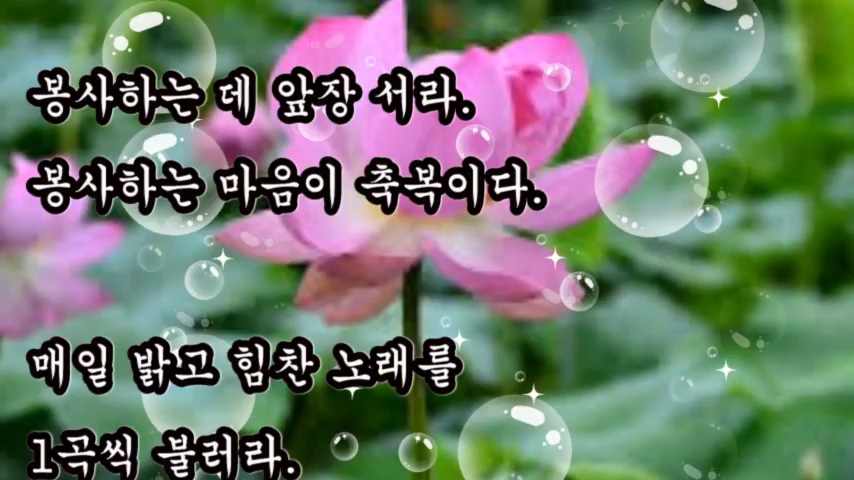 봉사하는 데 앞장 서라.
봉사하는 마음이 축복이다.
매일 밝고 힘찬 노래를
1곡씩 불러라.